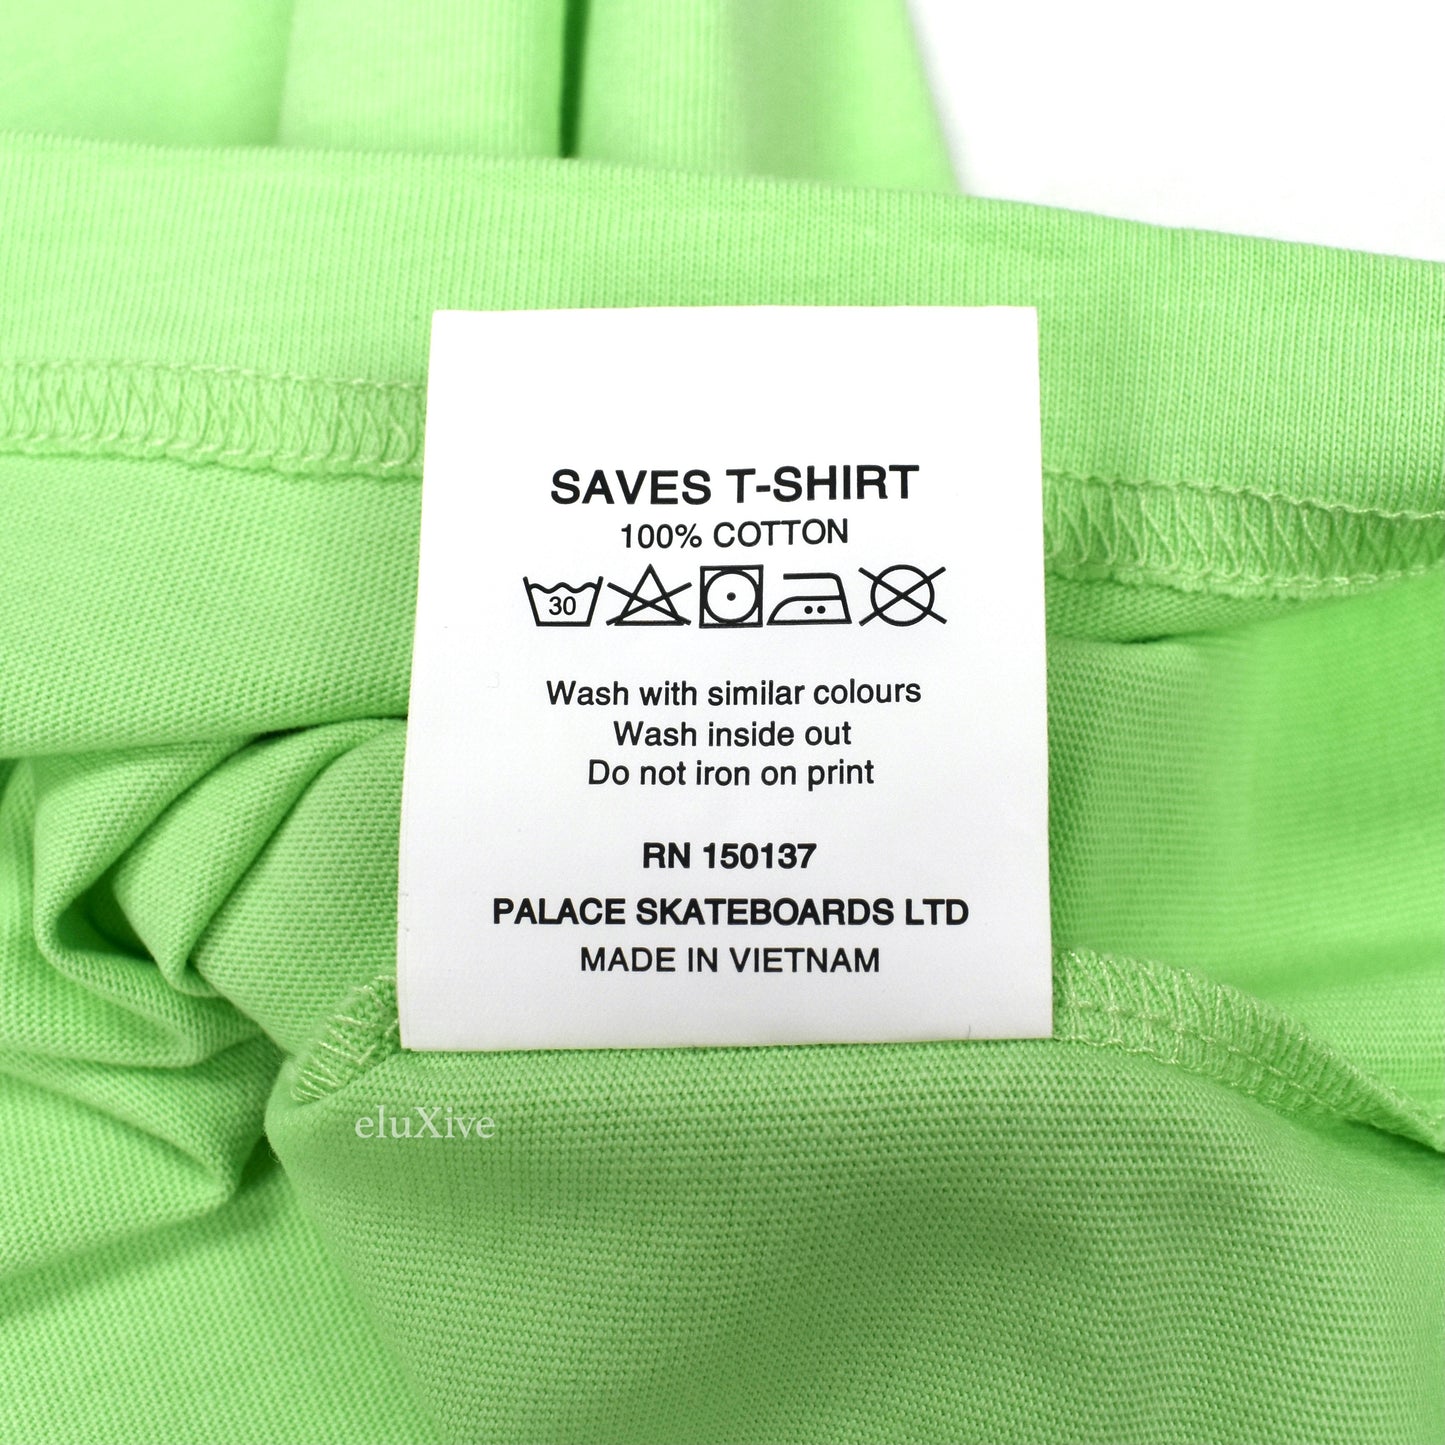 SAVES T-SHIRT
100% COTTON
30
Wash with similar colours
Wash inside out
Do not iron on print
RN 150137
PALACE SKATEBOARDS LTD
MADE IN VIETNAM
eluXive